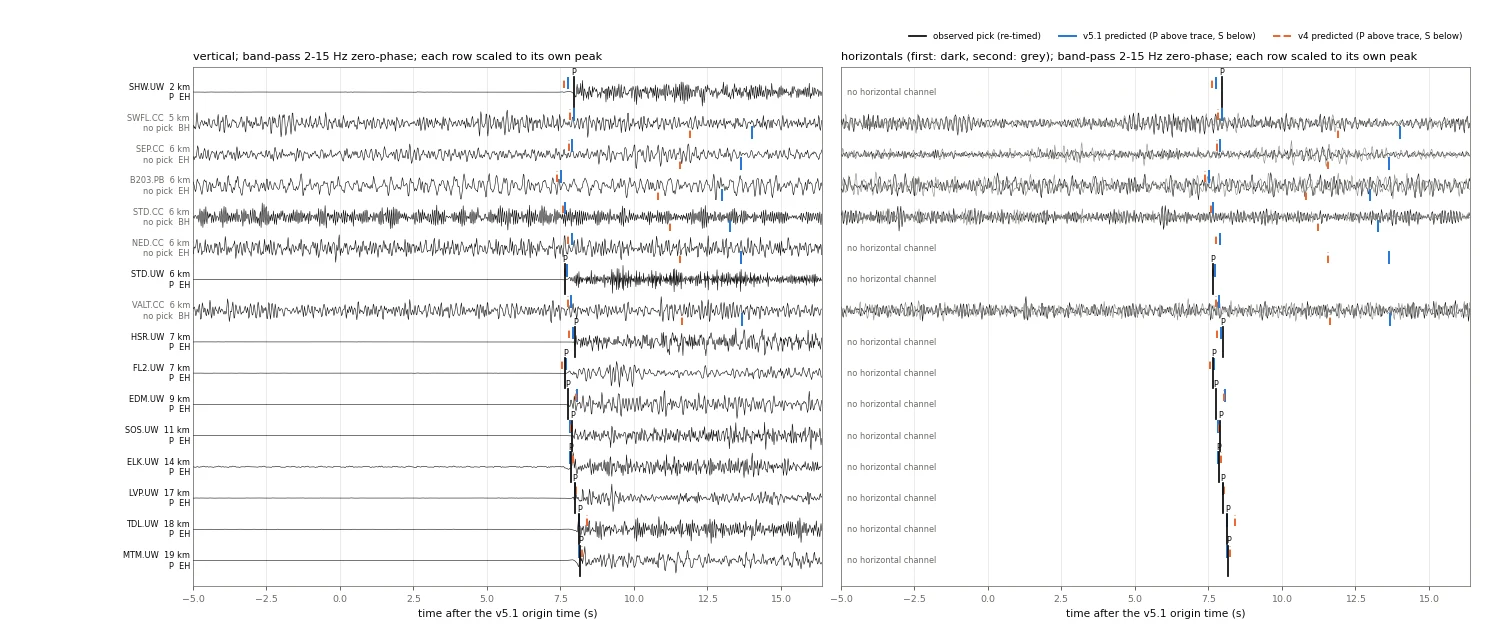 observed pick (re-timed)
v5.1 predicted (P above trace, S below)
v4 predicted (P above trace, S below)
vertical; band-pass 2-15 Hz zero-phase; each row scaled to its own peak
horizontals (first: dark, second: grey); band-pass 2-15 Hz zero-phase; each row scaled to its own peak
SHW.UW 2 km
P EH
P
P
no horizontal channel
SWFL.CC 5 km
no pick BH
SEP.CC 6 km
no pick EH
B203.PB 6 km
no pick EH
STD.CC 6 km
no pick BH
NED.CC 6 km
no pick EH
no horizontal channel
STD.UW 6 km
P EH
P
P
no horizontal channel
VALT.CC 6 km
no pick BH
HSR.UW 7 km
P EH
P
P
no horizontal channel
FL2.UW 7 km
P EH
P
P
no horizontal channel
EDM.UW 9 km
P EH
P
P
no horizontal channel
SOS.UW 11 km
P EH
P
P
no horizontal channel
ELK.UW 14 km
P EH
P
P
no horizontal channel
LVP.UW 17 km
P EH
P
P
no horizontal channel
TDL.UW 18 km
P EH
P
P
no horizontal channel
MTM.UW 19 km
P EH
P
P
no horizontal channel
−5.0 −2.5 0.0 2.5 5.0 7.5 10.0 12.5 15.0
−5.0 −2.5 0.0 2.5 5.0 7.5 10.0 12.5 15.0
time after the v5.1 origin time (s)
time after the v5.1 origin time (s)